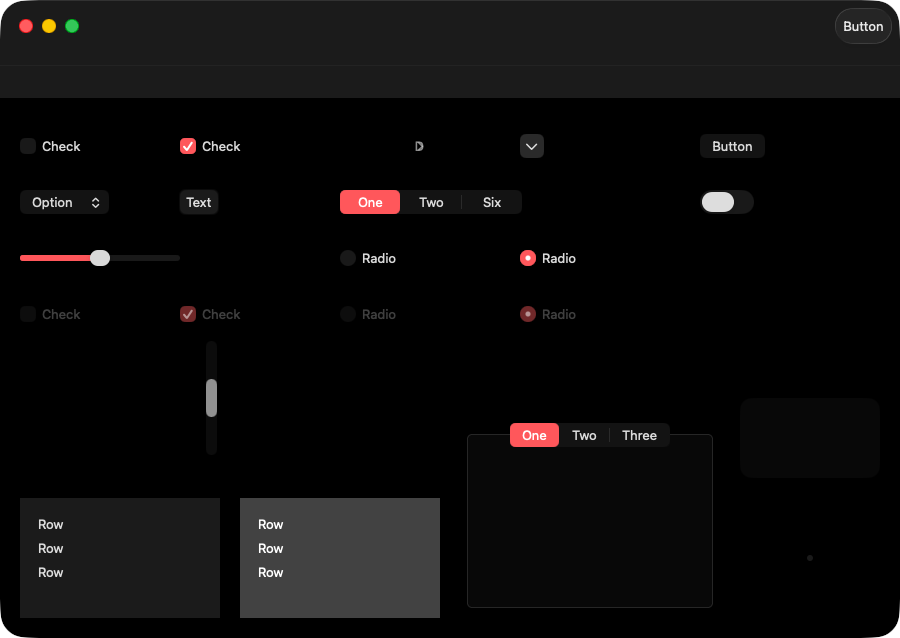 Button
Check
Check
Button
Option
Text
One
Two
Six
Radio
Radio
Check
Check
Radio
Radio
One
Two
Three
Row
Row
Row
Row
Row
Row